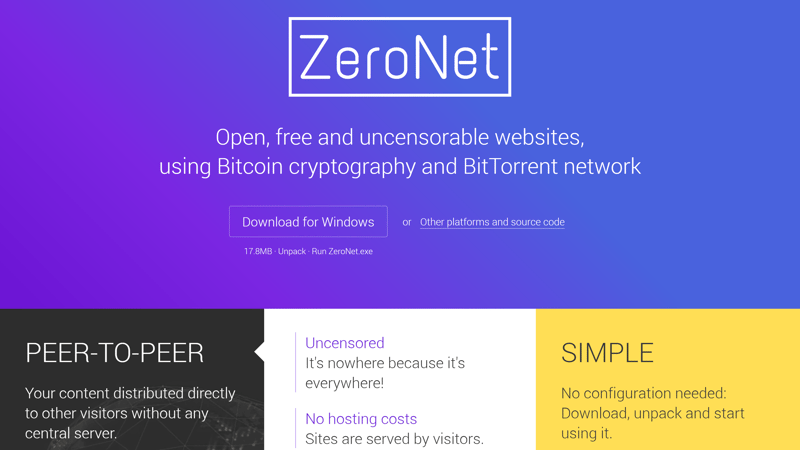 ZeroNet
Open, free and uncensorable websites,
using Bitcoin cryptography and BitTorrent network
Download for Windows or Other platforms and source code
17.8MB · Unpack · Run ZeroNet.exe
PEER-TO-PEER
Your content distributed directly
to other visitors without any
central server.
Uncensored
It's nowhere because it's
everywhere!
No hosting costs
Sites are served by visitors.
SIMPLE
No configuration needed:
Download, unpack and start
using it.